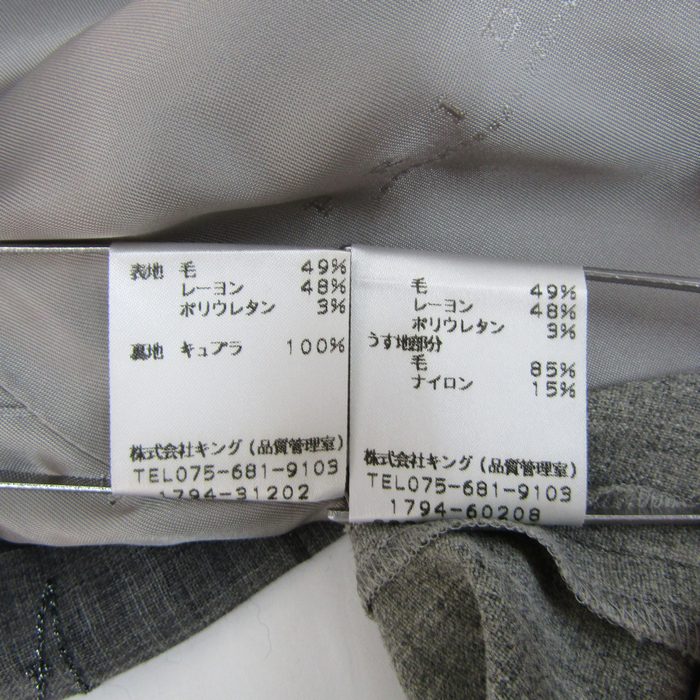 表地 毛 49%
レーヨン 48%
ポリウレタン 3%
裏地 キュプラ 100%
株式会社キング(品質管理室)
TEL075-681-9103
1794-31202
毛 49%
レーヨン 48%
ポリウレタン 3%
うす地部分
毛 85%
ナイロン 15%
株式会社キング(品質管理室)
TEL075-681-9103
1794-60208